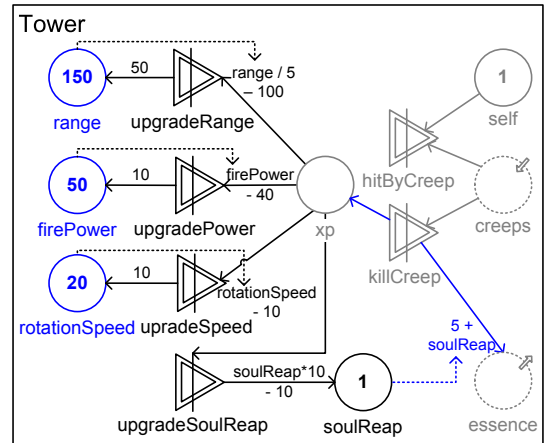 Tower
150
50
range / 5
– 100
range
upgradeRange
1
self
hitByCreep
50
10
firePower
- 40
firePower
upgradePower
xp
creeps
killCreep
20
10
rotationSpeed
- 10
rotationSpeed
upradeSpeed
5 +
soulReap
soulReap*10
- 10
1
upgradeSoulReap
soulReap
essence